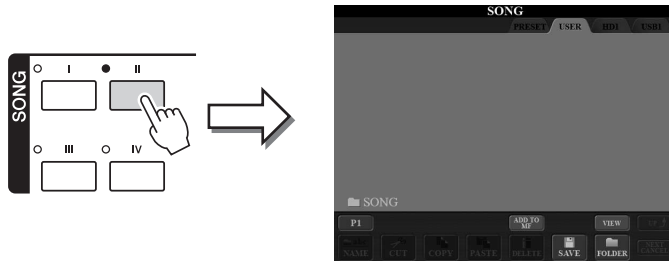 SONG
I II
III IV
SONG
PRESET USER HD1 USB1
SONG
P1 ADD TO MF VIEW UP
NAME CUT COPY PASTE DELETE SAVE FOLDER